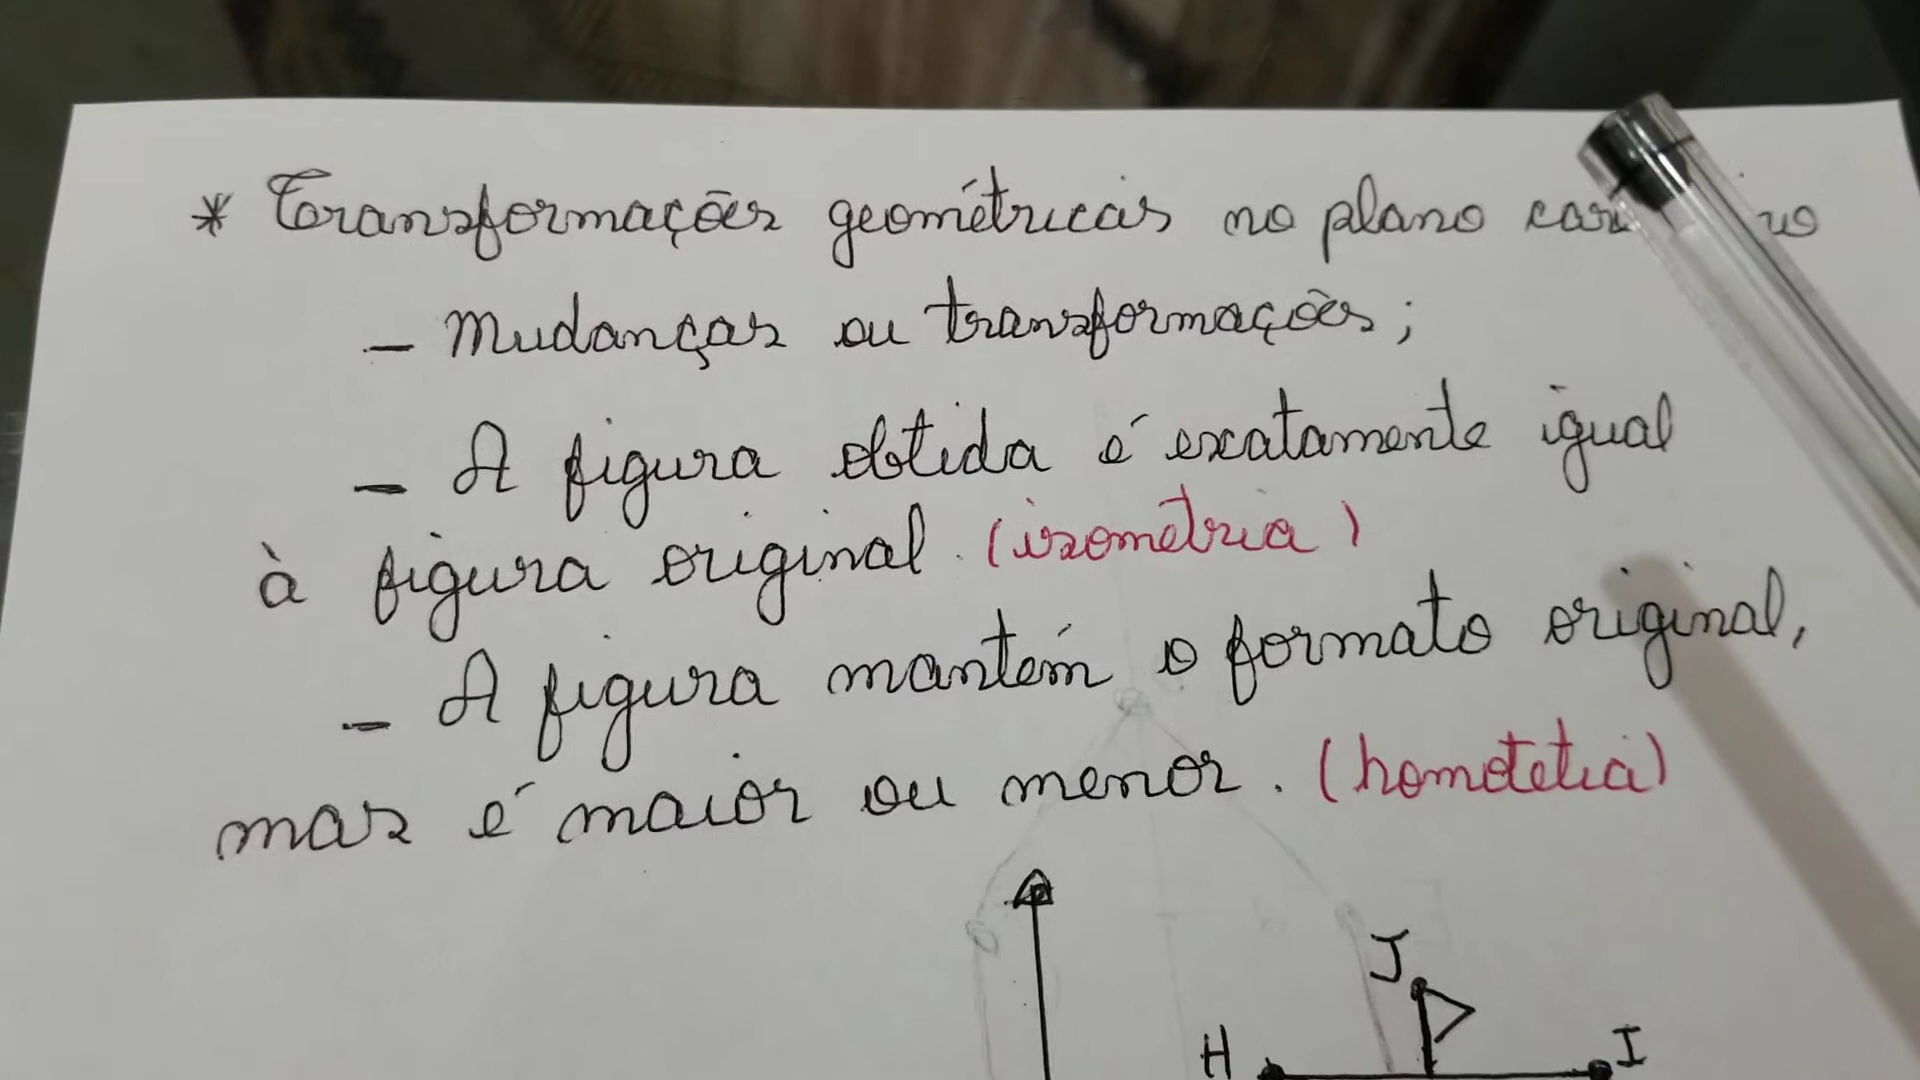 * Transformações geométricas no plano
- Mudanças ou transformações;
- A figura obtida é exatamente igual
à figura original. (isometria)
- A figura mantém o formato original,
mas é maior ou menor. (homotetia)
J
H I